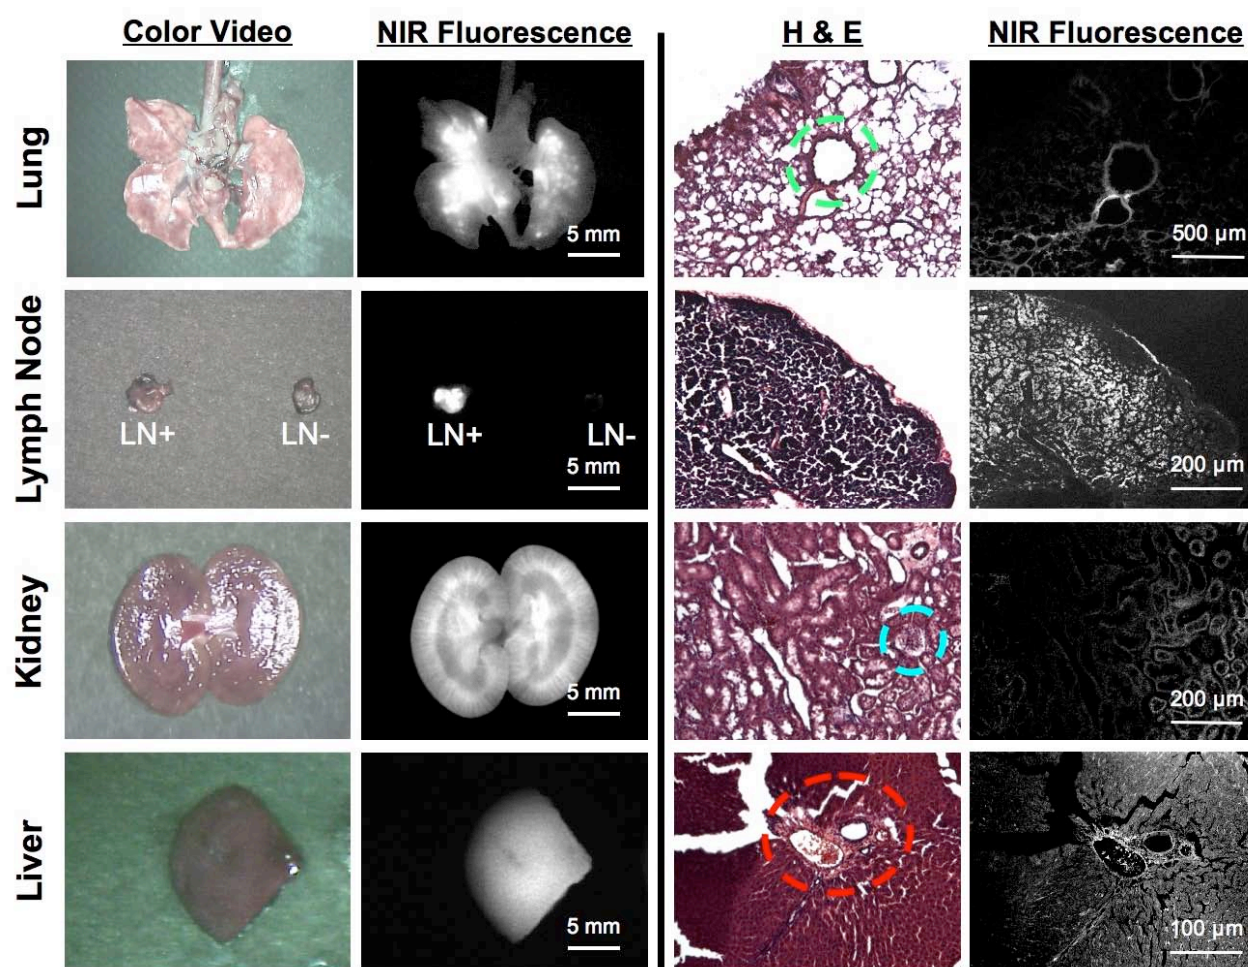 Color Video
NIR Fluorescence
H & E
NIR Fluorescence
Lung
5 mm
500 µm
Lymph Node
LN+
LN-
LN+
LN-
5 mm
200 µm
Kidney
5 mm
200 µm
Liver
5 mm
100 µm